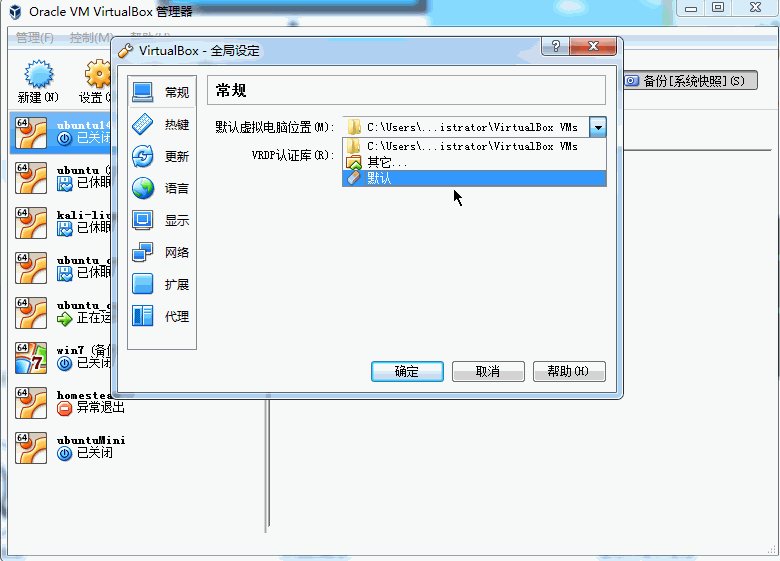 Oracle VM VirtualBox 管理器
管理(F) 控制(M) 帮助(H)
新建(N) 设置(
备份[系统快照](S)
ubuntu14
已关闭
ubuntu (
已休眠
kali-li
已休眠
ubuntu_
已休眠
ubuntu_
正在运
win7 (备份
已关闭
homestea
异常退出
ubuntuMini
已关闭
VirtualBox - 全局设定
常规
热键
更新
语言
显示
网络
扩展
代理
常规
默认虚拟电脑位置(M):
C:\Users\...istrator\VirtualBox VMs
VRDP认证库(R):
C:\Users\...istrator\VirtualBox VMs
其它...
默认
确定 取消 帮助(H)